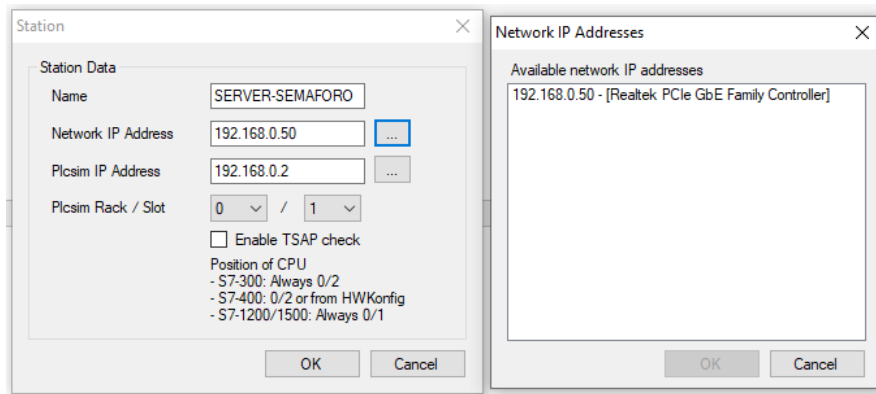 Station
Station Data
Name SERVER-SEMAFORO
Network IP Address 192.168.0.50 ...
Plcsim IP Address 192.168.0.2 ...
Plcsim Rack / Slot 0 / 1
Enable TSAP check
Position of CPU
- S7-300: Always 0/2
- S7-400: 0/2 or from HWKonfig
- S7-1200/1500: Always 0/1
OK Cancel
Network IP Addresses
Available network IP addresses
192.168.0.50 - [Realtek PCIe GbE Family Controller]
OK Cancel